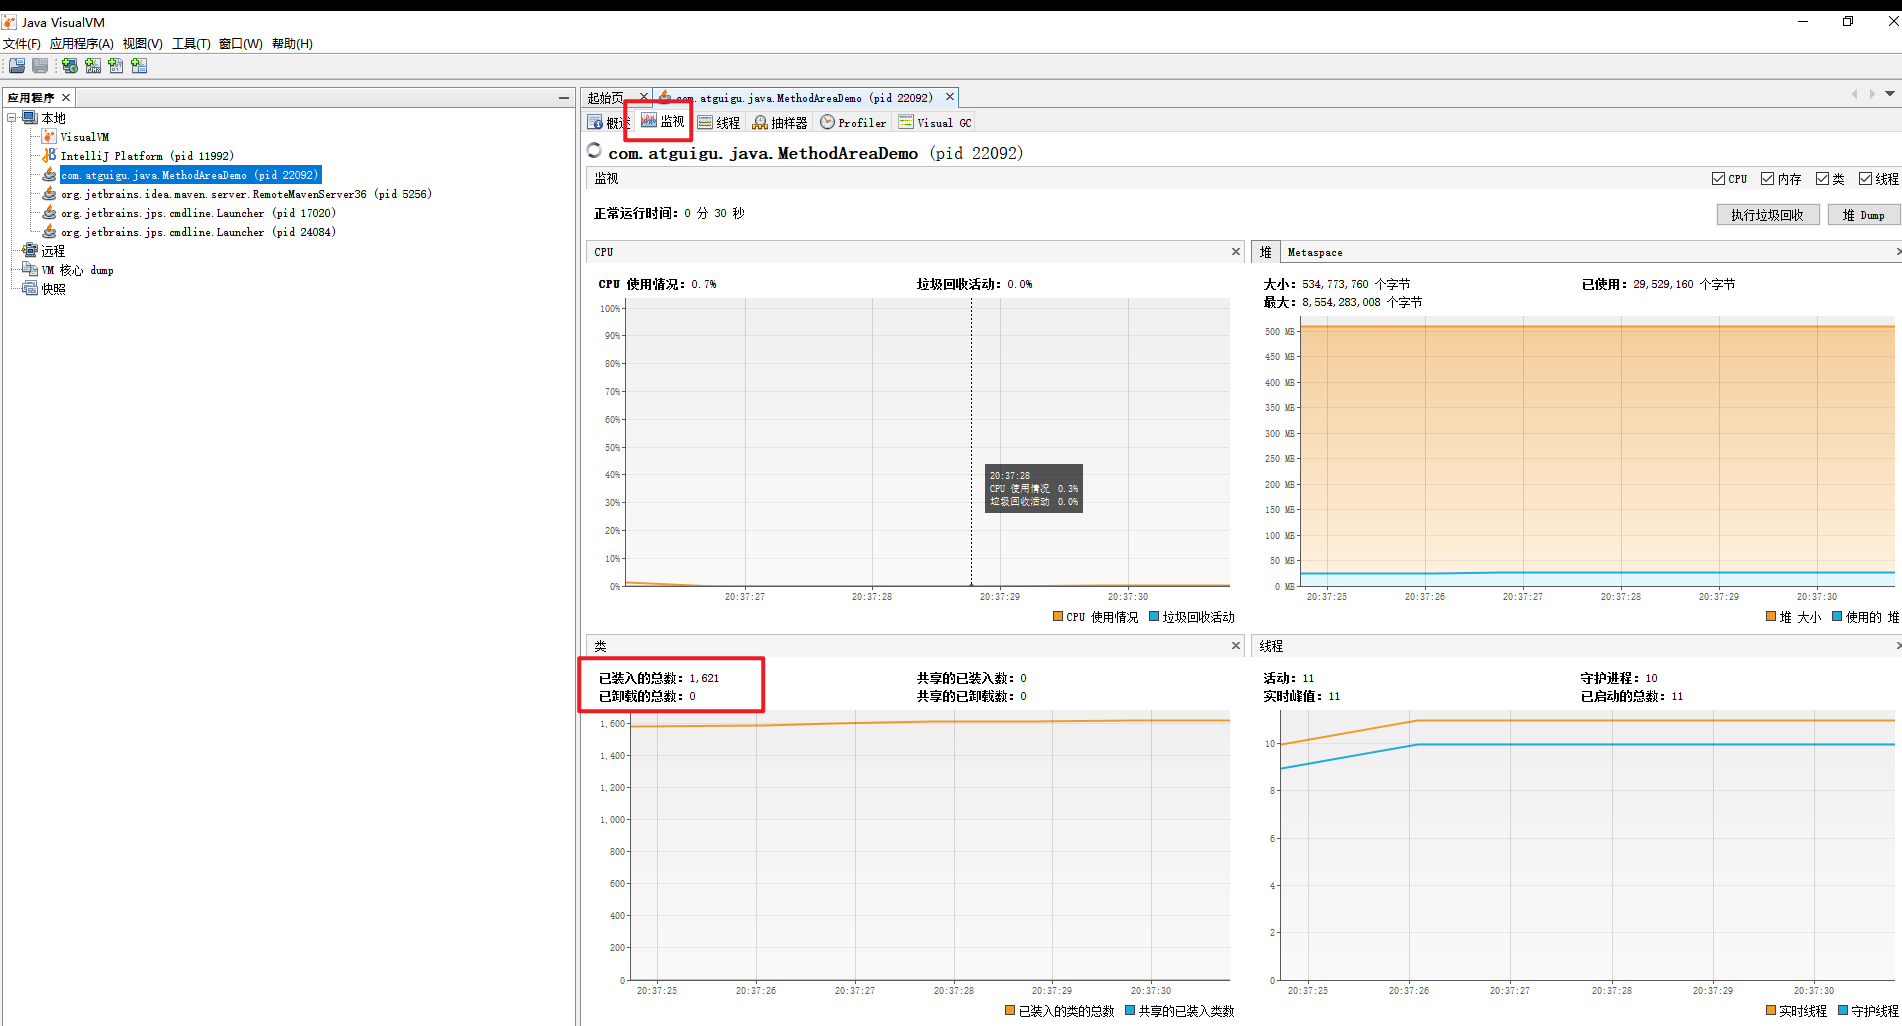 Java VisualVM
文件(F) 应用程序(A) 视图(V) 工具(T) 窗口(W) 帮助(H)
应用程序
本地
VisualVM
IntelliJ Platform (pid 11992)
com.atguigu.java.MethodAreaDemo (pid 22092)
org.jetbrains.idea.maven.server.RemoteMavenServer36 (pid 5256)
org.jetbrains.jps.cmdline.Launcher (pid 17020)
org.jetbrains.jps.cmdline.Launcher (pid 24084)
远程
VM 核心 dump
快照
起始页 com.atguigu.java.MethodAreaDemo (pid 22092)
概述 监视 线程 抽样器 Profiler Visual GC
com.atguigu.java.MethodAreaDemo (pid 22092)
监视 CPU 内存 类 线程
正常运行时间: 0 分 30 秒 执行垃圾回收 堆 Dump
CPU
CPU 使用情况: 0.7% 垃圾回收活动: 0.0%
100%
90%
80%
70%
60%
50%
40%
30%
20%
10%
0%
20:37:28
CPU 使用情况 0.3%
垃圾回收活动 0.0%
20:37:27 20:37:28 20:37:29 20:37:30
CPU 使用情况 垃圾回收活动
堆 Metaspace
大小: 534,773,760 个字节 已使用: 29,529,160 个字节
最大: 8,554,283,008 个字节
500 MB
450 MB
400 MB
350 MB
300 MB
250 MB
200 MB
150 MB
100 MB
50 MB
0 MB
20:37:25 20:37:26 20:37:27 20:37:28 20:37:29 20:37:30
堆 大小 使用的 堆
类
已装入的总数: 1,621 共享的已装入数: 0
已卸载的总数: 0 共享的已卸载数: 0
1,600
1,400
1,200
1,000
800
600
400
200
0
20:37:25 20:37:26 20:37:27 20:37:28 20:37:29 20:37:30
已装入的类的总数 共享的已装入类数
线程
活动: 11 守护进程: 10
实时峰值: 11 已启动的总数: 11
10
8
6
4
2
0
20:37:25 20:37:26 20:37:27 20:37:28 20:37:29 20:37:30
实时线程 守护线程